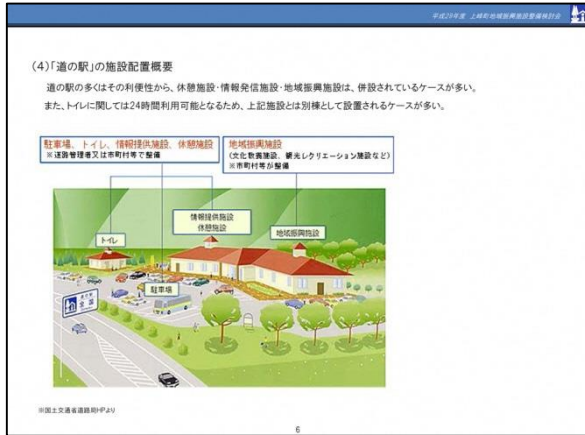 平成29年度 上峰町地域振興施設整備検討会
(4)「道の駅」の施設配置概要
道の駅の多くはその利便性から、休憩施設・情報発信施設・地域振興施設は、併設されているケースが多い。
また、トイレに関しては24時間利用可能となるため、上記施設とは別棟として設置されるケースが多い。
駐車場、トイレ、情報提供施設、休憩施設
※道路管理者又は市町村等で整備
地域振興施設
(文化教養施設、観光レクリエーション施設など)
※市町村等が整備
情報提供施設
休憩施設
トイレ
地域振興施設
駐車場
※国土交通省道路局HPより
6